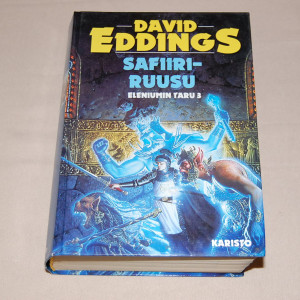 DAVID
EDDINGS
SAFIIRI-
RUUSU
ELENIUMIN TARU 3
KARISTO